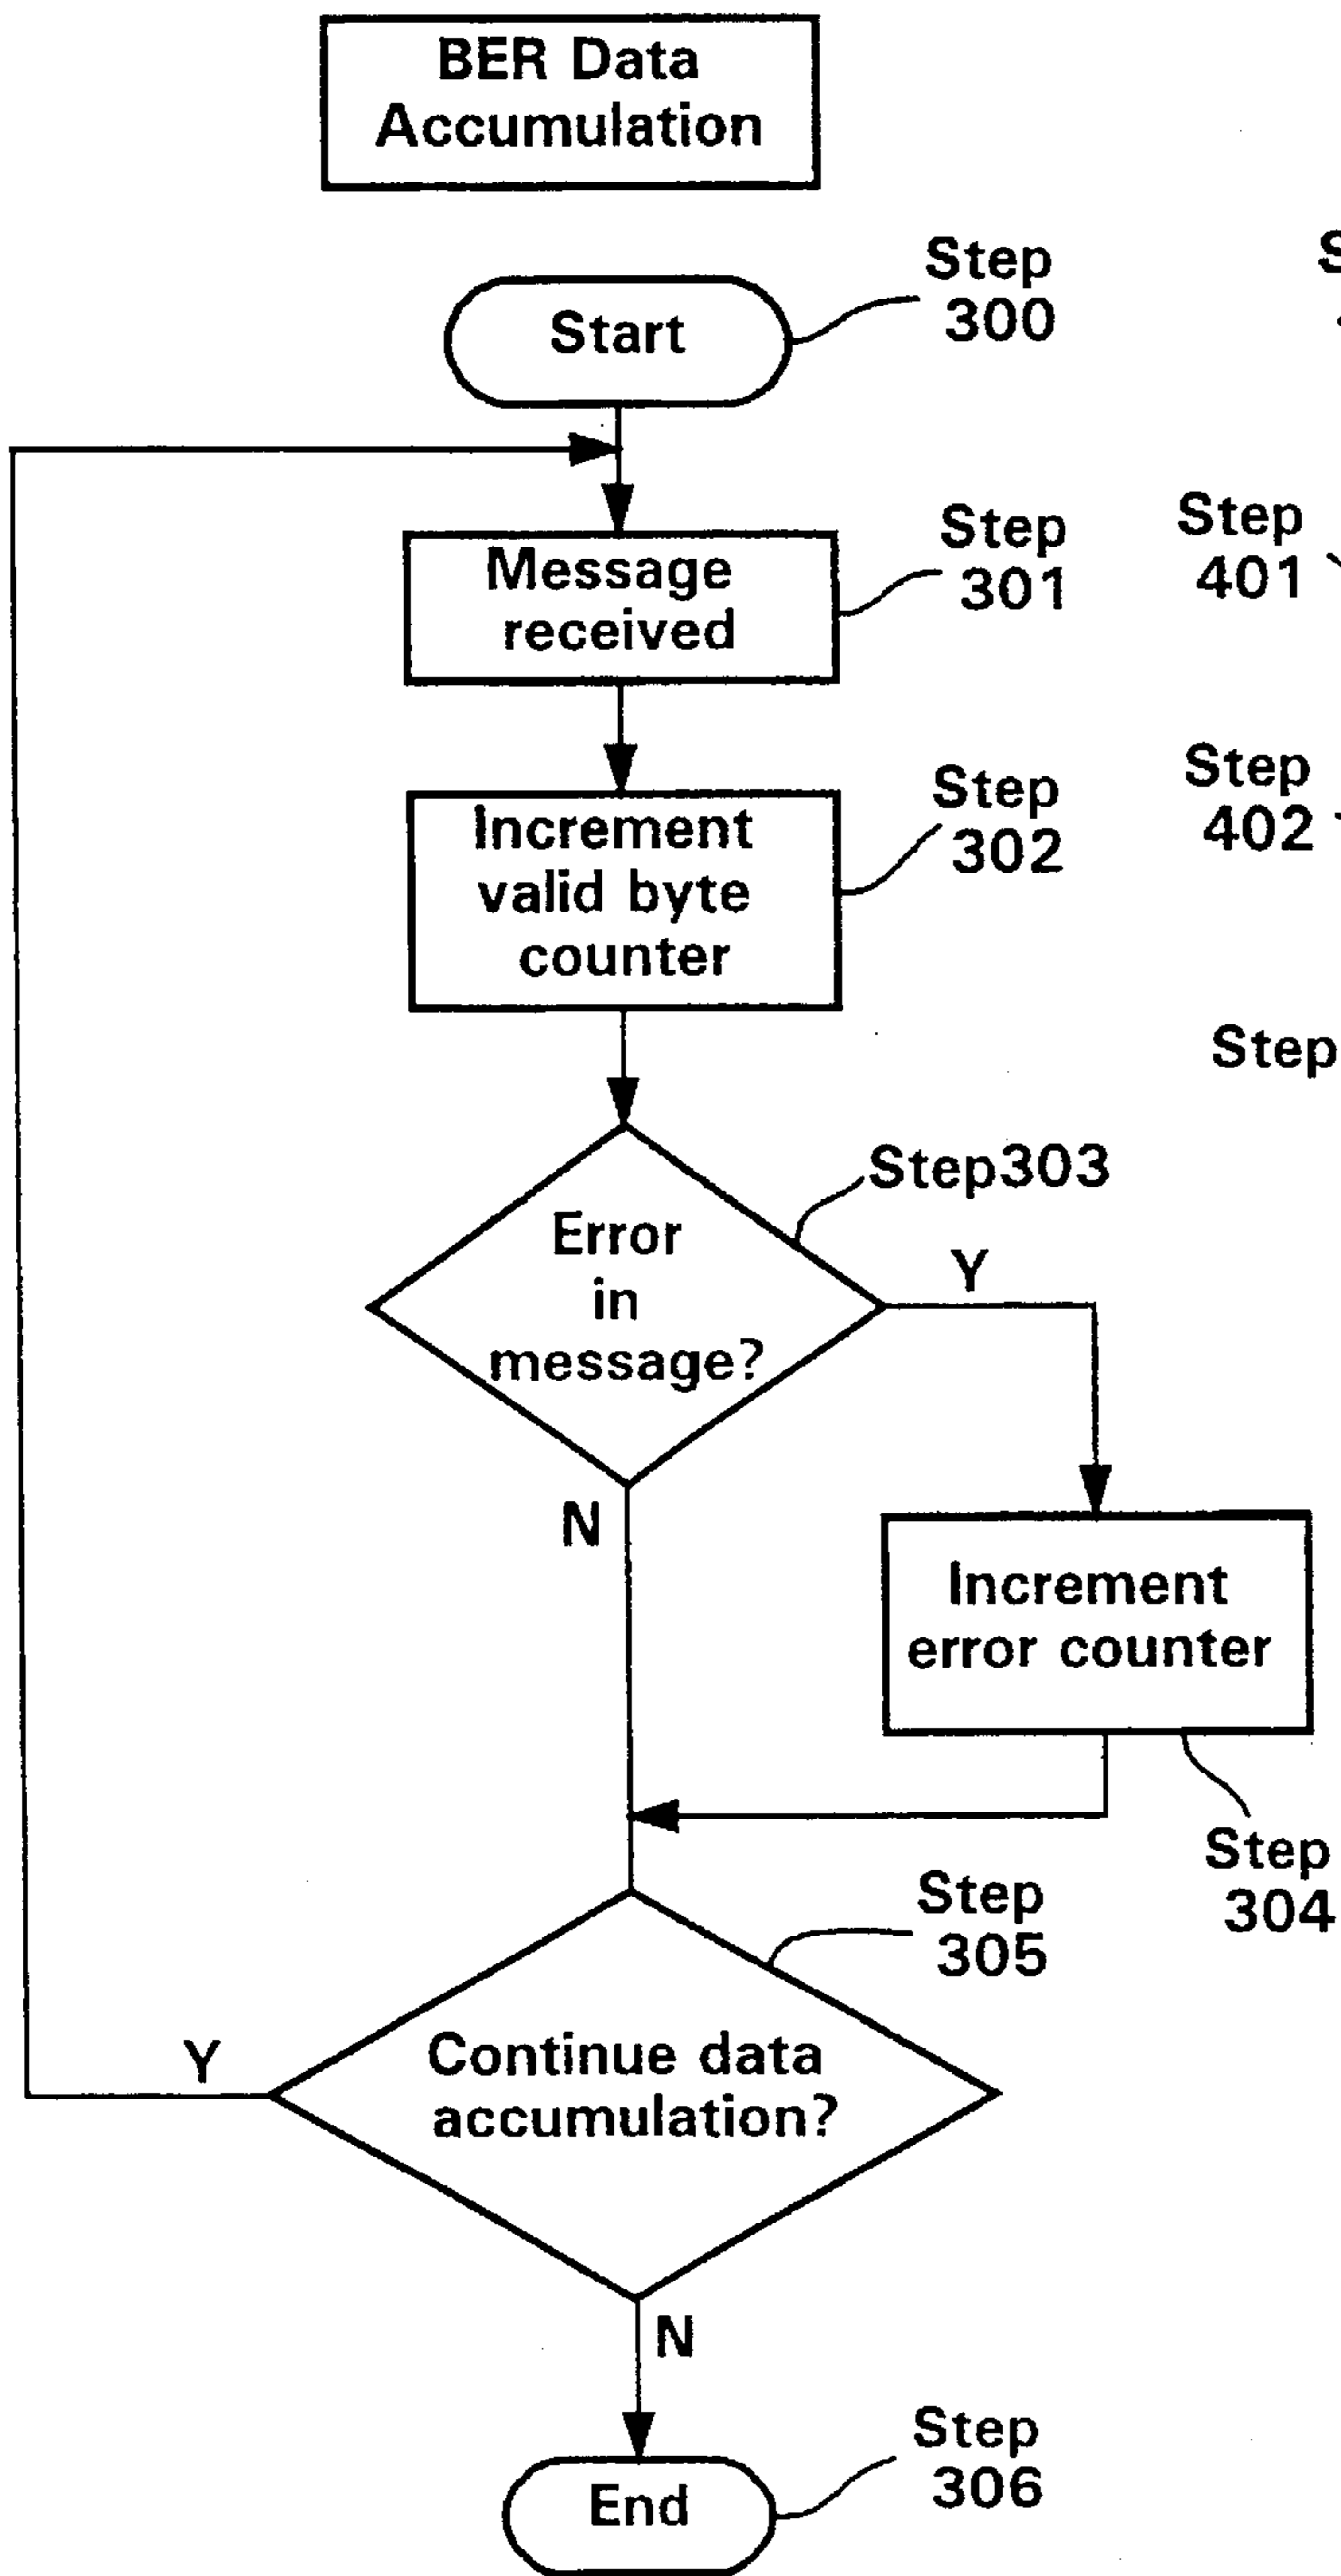 BER Data
Accumulation
Step
300
Start
S
Step
301
Message
received
Step
401
Step
302
Increment
valid byte
counter
Step
402
Step
Step303
Error
in
message?
Y
N
Increment
error counter
Step
304
Step
305
Continue data
accumulation?
Y
N
Step
306
End